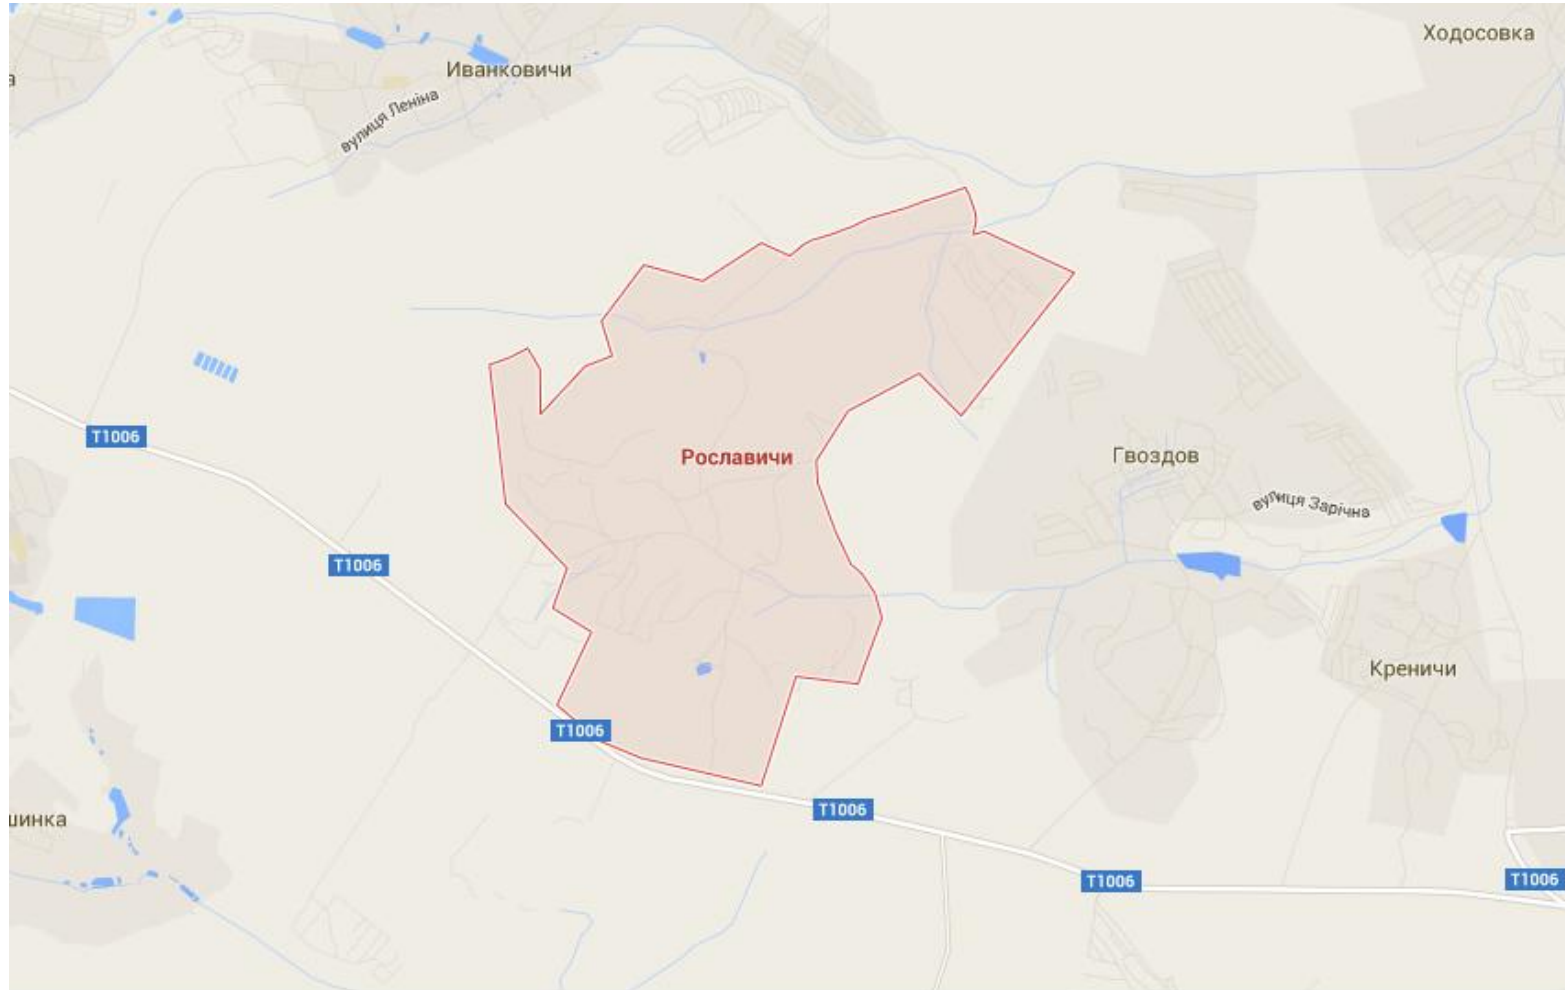 Ходосовка
Иванковичи
а
вулиця Леніна
T1006
Рославичи
Гвоздов
вулиця Зарічна
T1006
Креничи
T1006
T1006
шинка
T1006
T1006